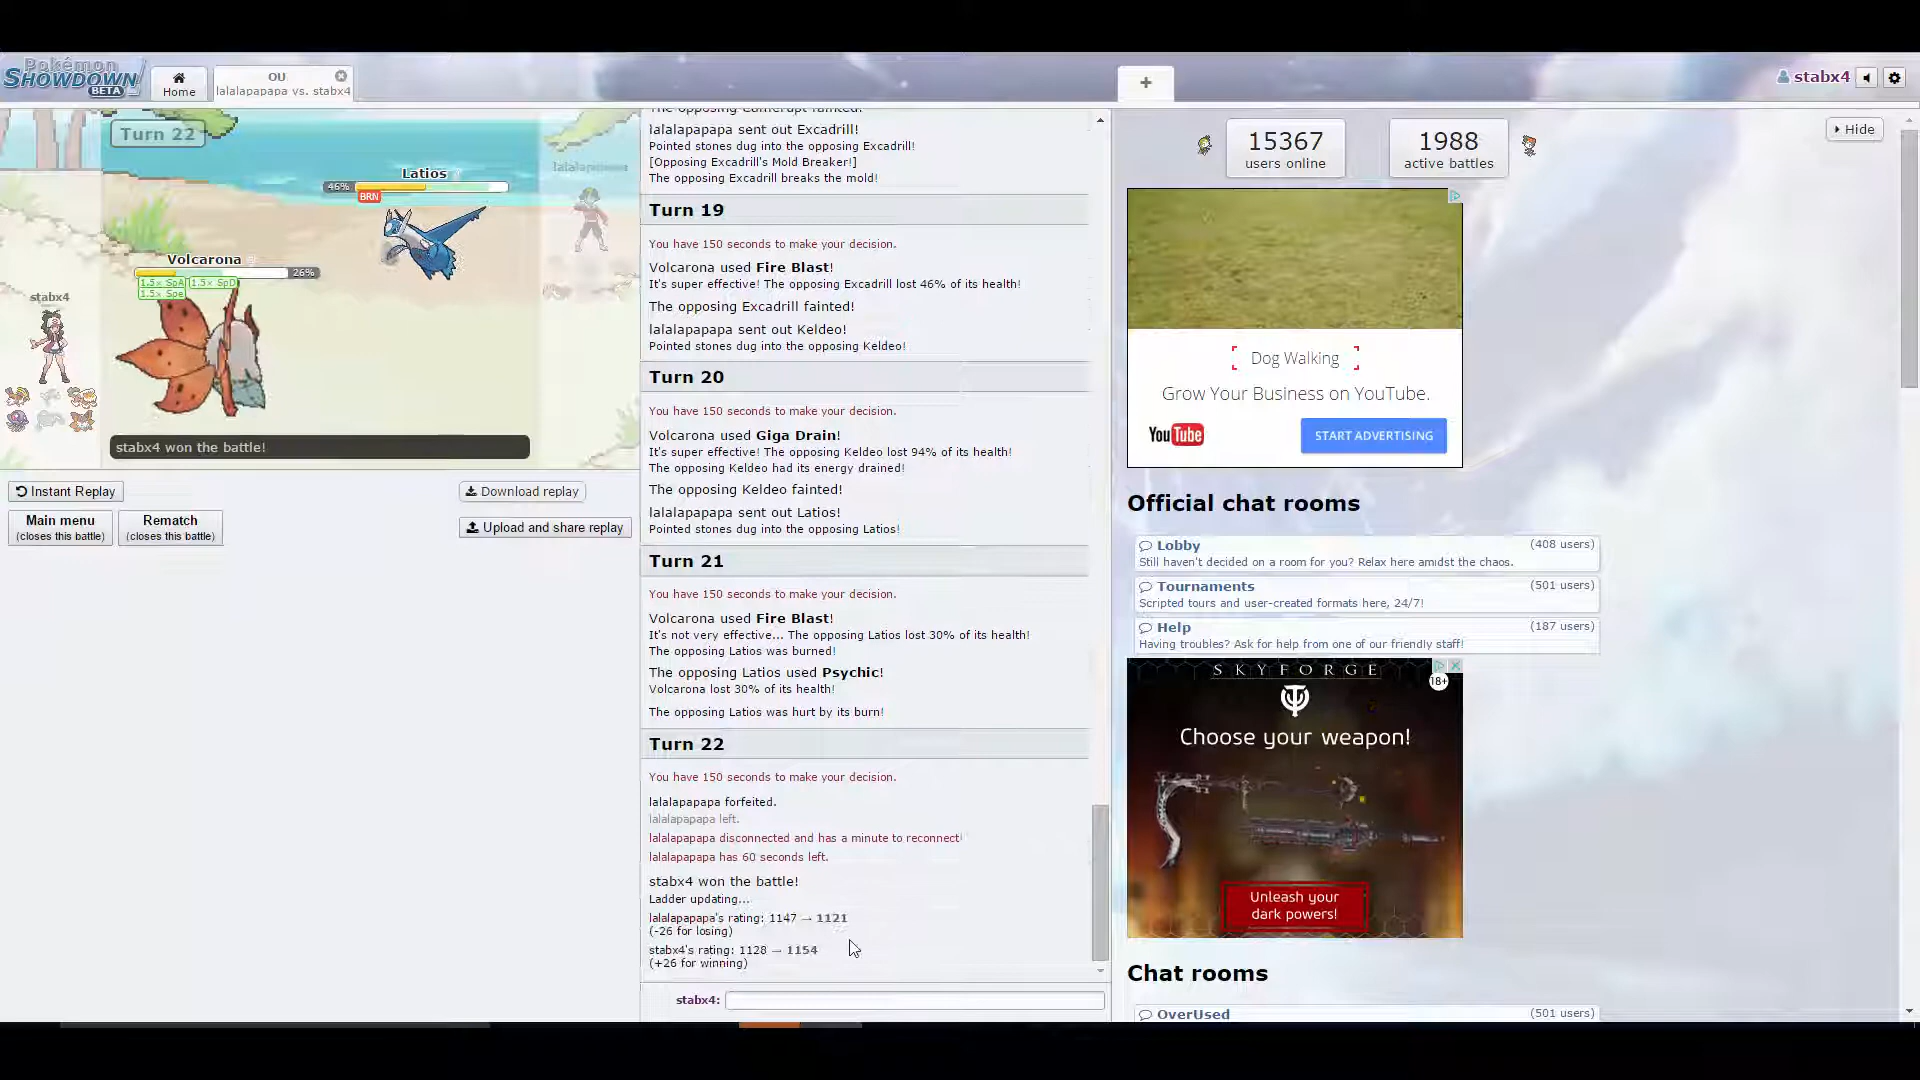 Pokémon
SHOWDOWN!
BETA
Home
OU
lalalapapapa vs. stabx4
+
stabx4
Turn 22
Latios
46%
BRN
Volcarona
26%
1.5× SpA 1.5× SpD
1.5× Spe
stabx4
stabx4 won the battle!
Instant Replay
Download replay
Main menu
(closes this battle)
Rematch
(closes this battle)
Upload and share replay
lalalapapapa sent out Excadrill!
Pointed stones dug into the opposing Excadrill!
[Opposing Excadrill's Mold Breaker!]
The opposing Excadrill breaks the mold!
Turn 19
You have 150 seconds to make your decision.
Volcarona used Fire Blast!
It's super effective! The opposing Excadrill lost 46% of its health!
The opposing Excadrill fainted!
lalalapapapa sent out Keldeo!
Pointed stones dug into the opposing Keldeo!
Turn 20
You have 150 seconds to make your decision.
Volcarona used Giga Drain!
It's super effective! The opposing Keldeo lost 94% of its health!
The opposing Keldeo had its energy drained!
The opposing Keldeo fainted!
lalalapapapa sent out Latios!
Pointed stones dug into the opposing Latios!
Turn 21
You have 150 seconds to make your decision.
Volcarona used Fire Blast!
It's not very effective... The opposing Latios lost 30% of its health!
The opposing Latios was burned!
The opposing Latios used Psychic!
Volcarona lost 30% of its health!
The opposing Latios was hurt by its burn!
Turn 22
You have 150 seconds to make your decision.
lalalapapapa forfeited.
lalalapapapa left.
lalalapapapa disconnected and has a minute to reconnect!
lalalapapapa has 60 seconds left.
stabx4 won the battle!
Ladder updating...
lalalapapapa's rating: 1147 → 1121
(-26 for losing)
stabx4's rating: 1128 → 1154
(+26 for winning)
stabx4:
Hide
15367
users online
1988
active battles
Dog Walking
Grow Your Business on YouTube.
YouTube
START ADVERTISING
Official chat rooms
Lobby (408 users)
Still haven't decided on a room for you? Relax here amidst the chaos.
Tournaments (501 users)
Scripted tours and user-created formats here, 24/7!
Help (187 users)
Having troubles? Ask for help from one of our friendly staff!
SKYFORGE
18+
Choose your weapon!
Unleash your
dark powers!
Chat rooms
OverUsed (501 users)